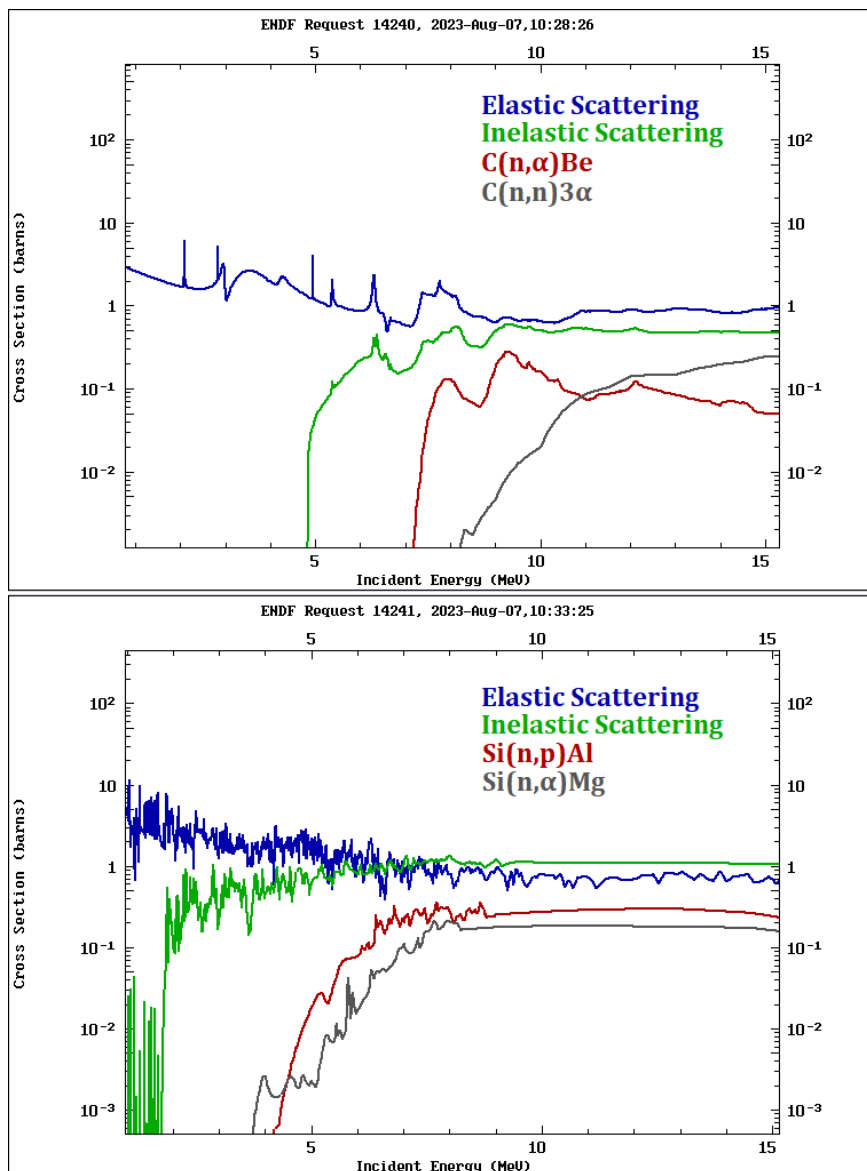 ENDF Request 14240, 2023-Aug-07,10:28:26
5 10 15
Elastic Scattering
Inelastic Scattering
C(n,α)Be
C(n,n)3α
10² 10²
10 10
1 1
10⁻¹ 10⁻¹
10⁻² 10⁻²
Cross Section (barns)
5 10 15
Incident Energy (MeV)
ENDF Request 14241, 2023-Aug-07,10:33:25
5 10 15
Elastic Scattering
Inelastic Scattering
Si(n,p)Al
Si(n,α)Mg
10² 10²
10 10
1 1
10⁻¹ 10⁻¹
10⁻² 10⁻²
10⁻³ 10⁻³
Cross Section (barns)
5 10 15
Incident Energy (MeV)